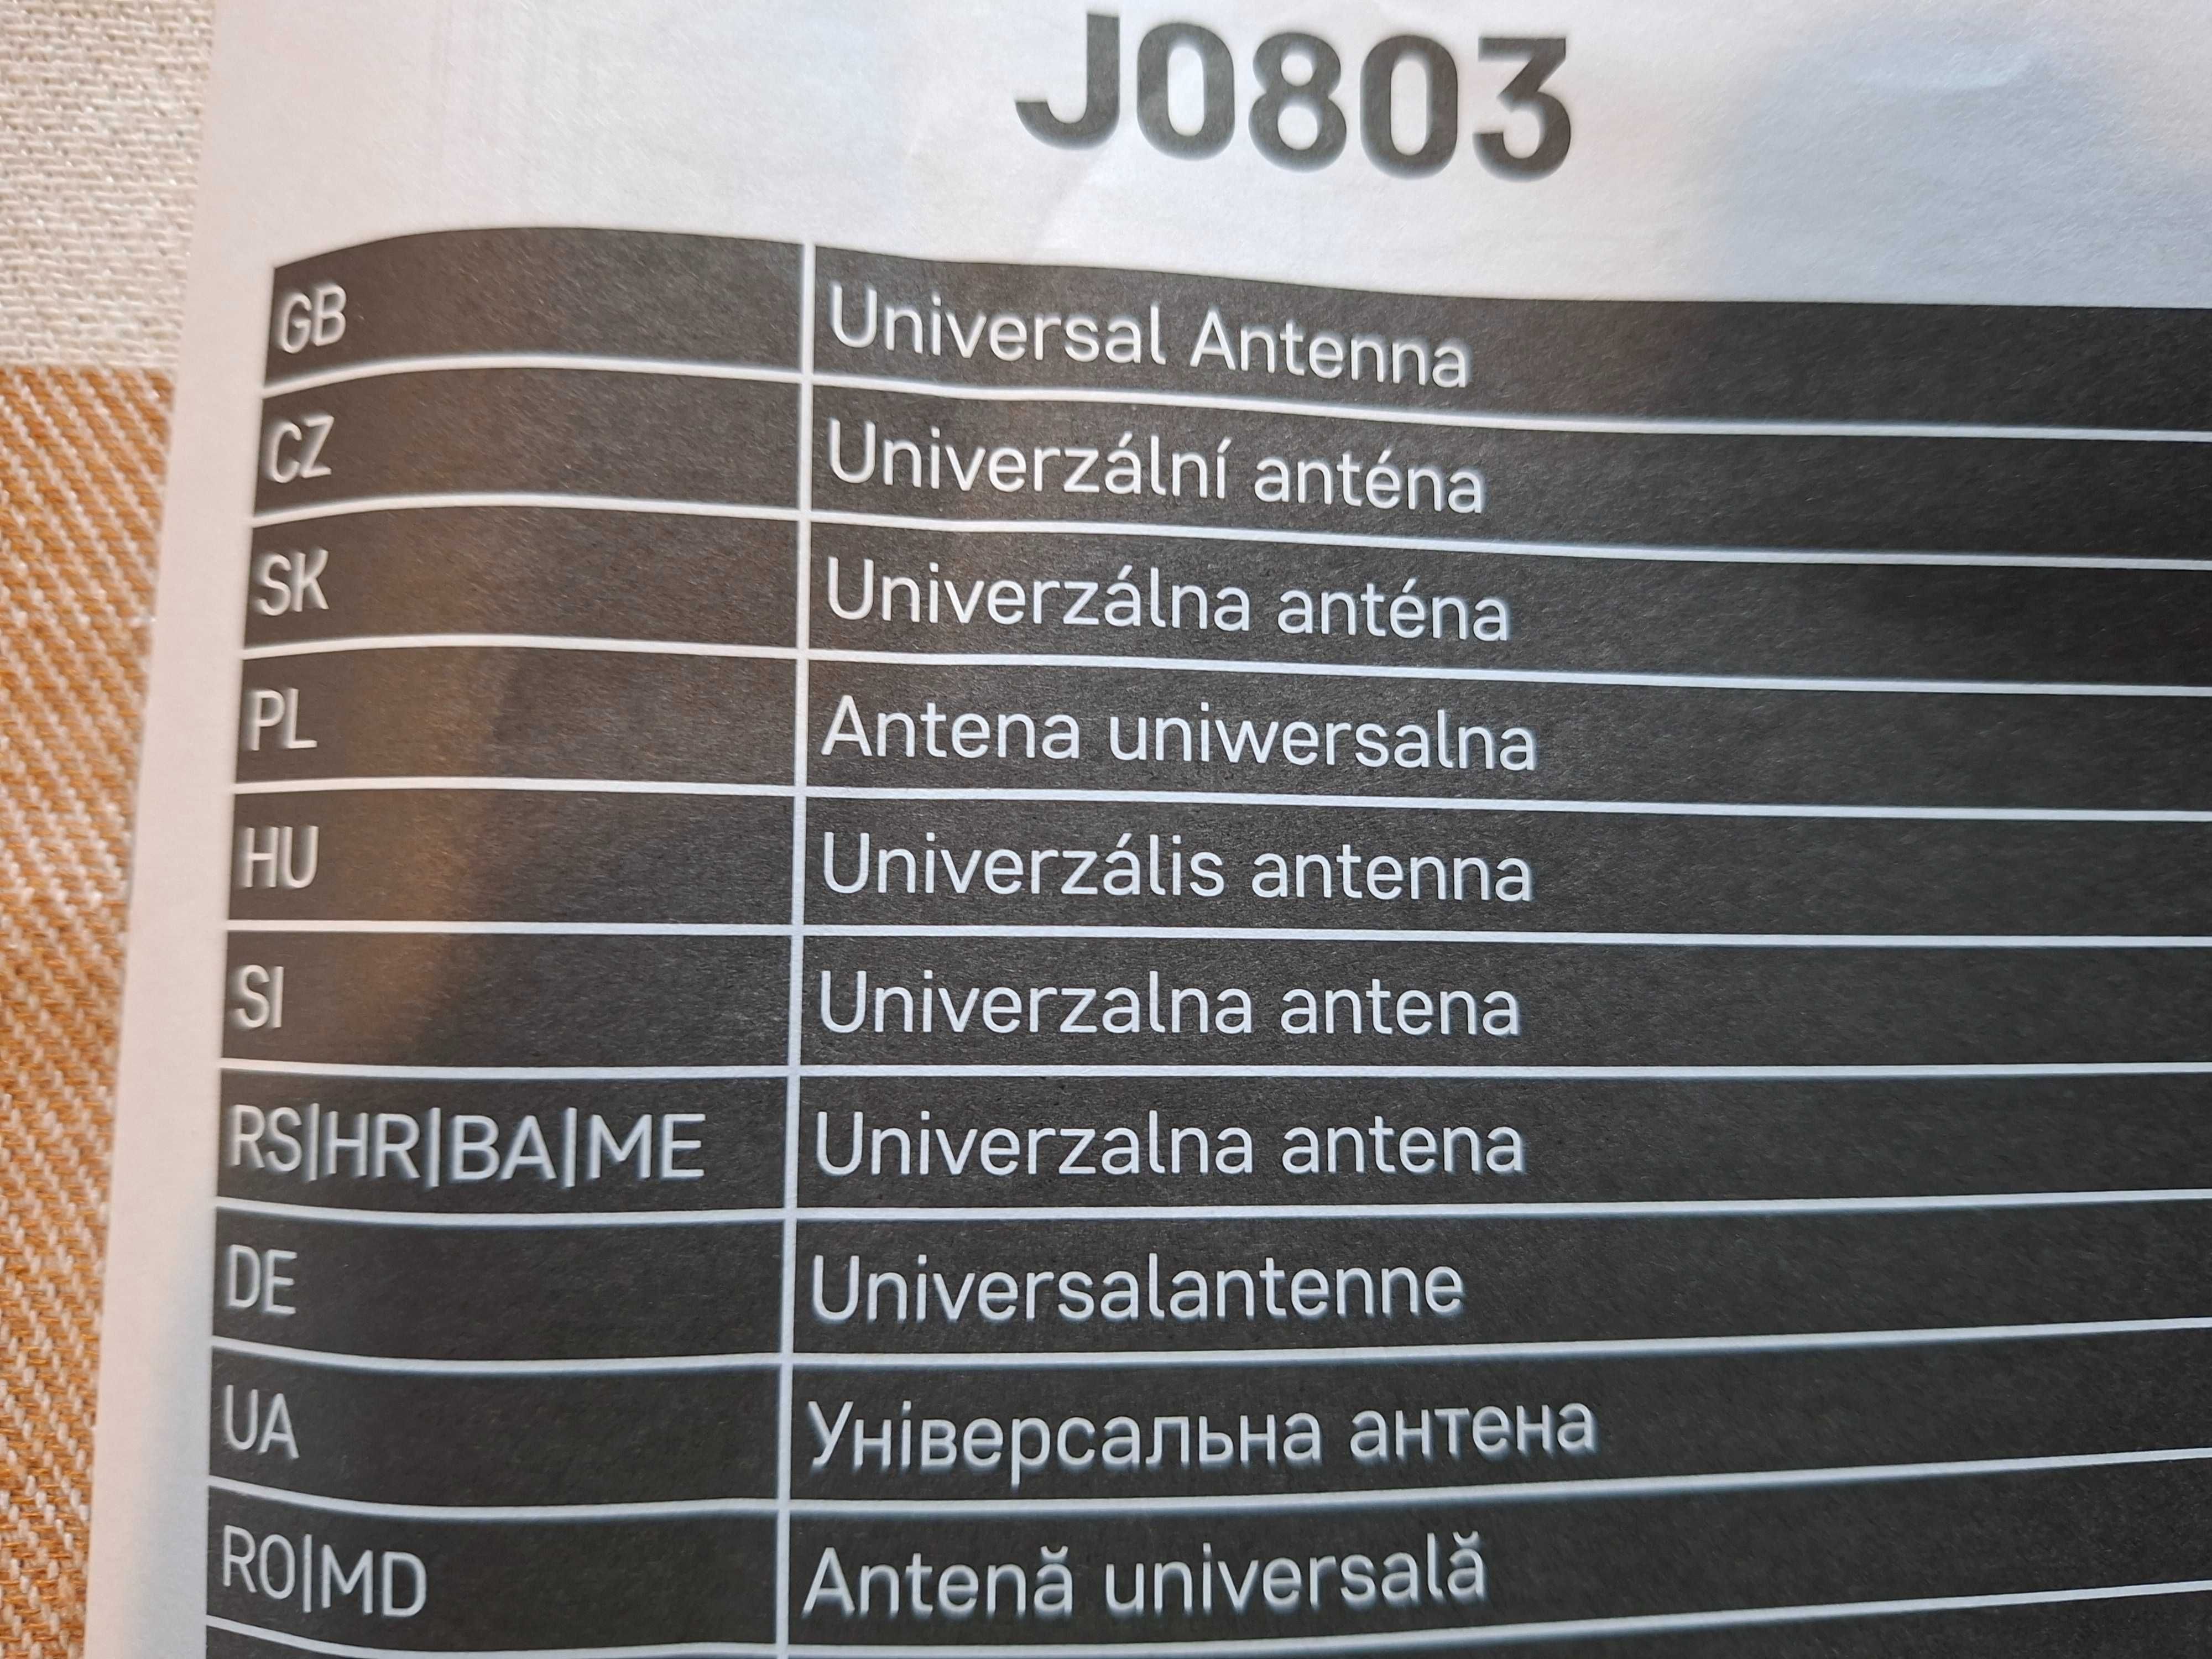 J0803
GB Universal Antenna
CZ Univerzální anténa
SK Univerzálna anténa
PL Antena uniwersalna
HU Univerzális antenna
SI Univerzalna antena
RS|HR|BA|ME Univerzalna antena
DE Universalantenne
UA Універсальна антена
RO|MD Antenă universală